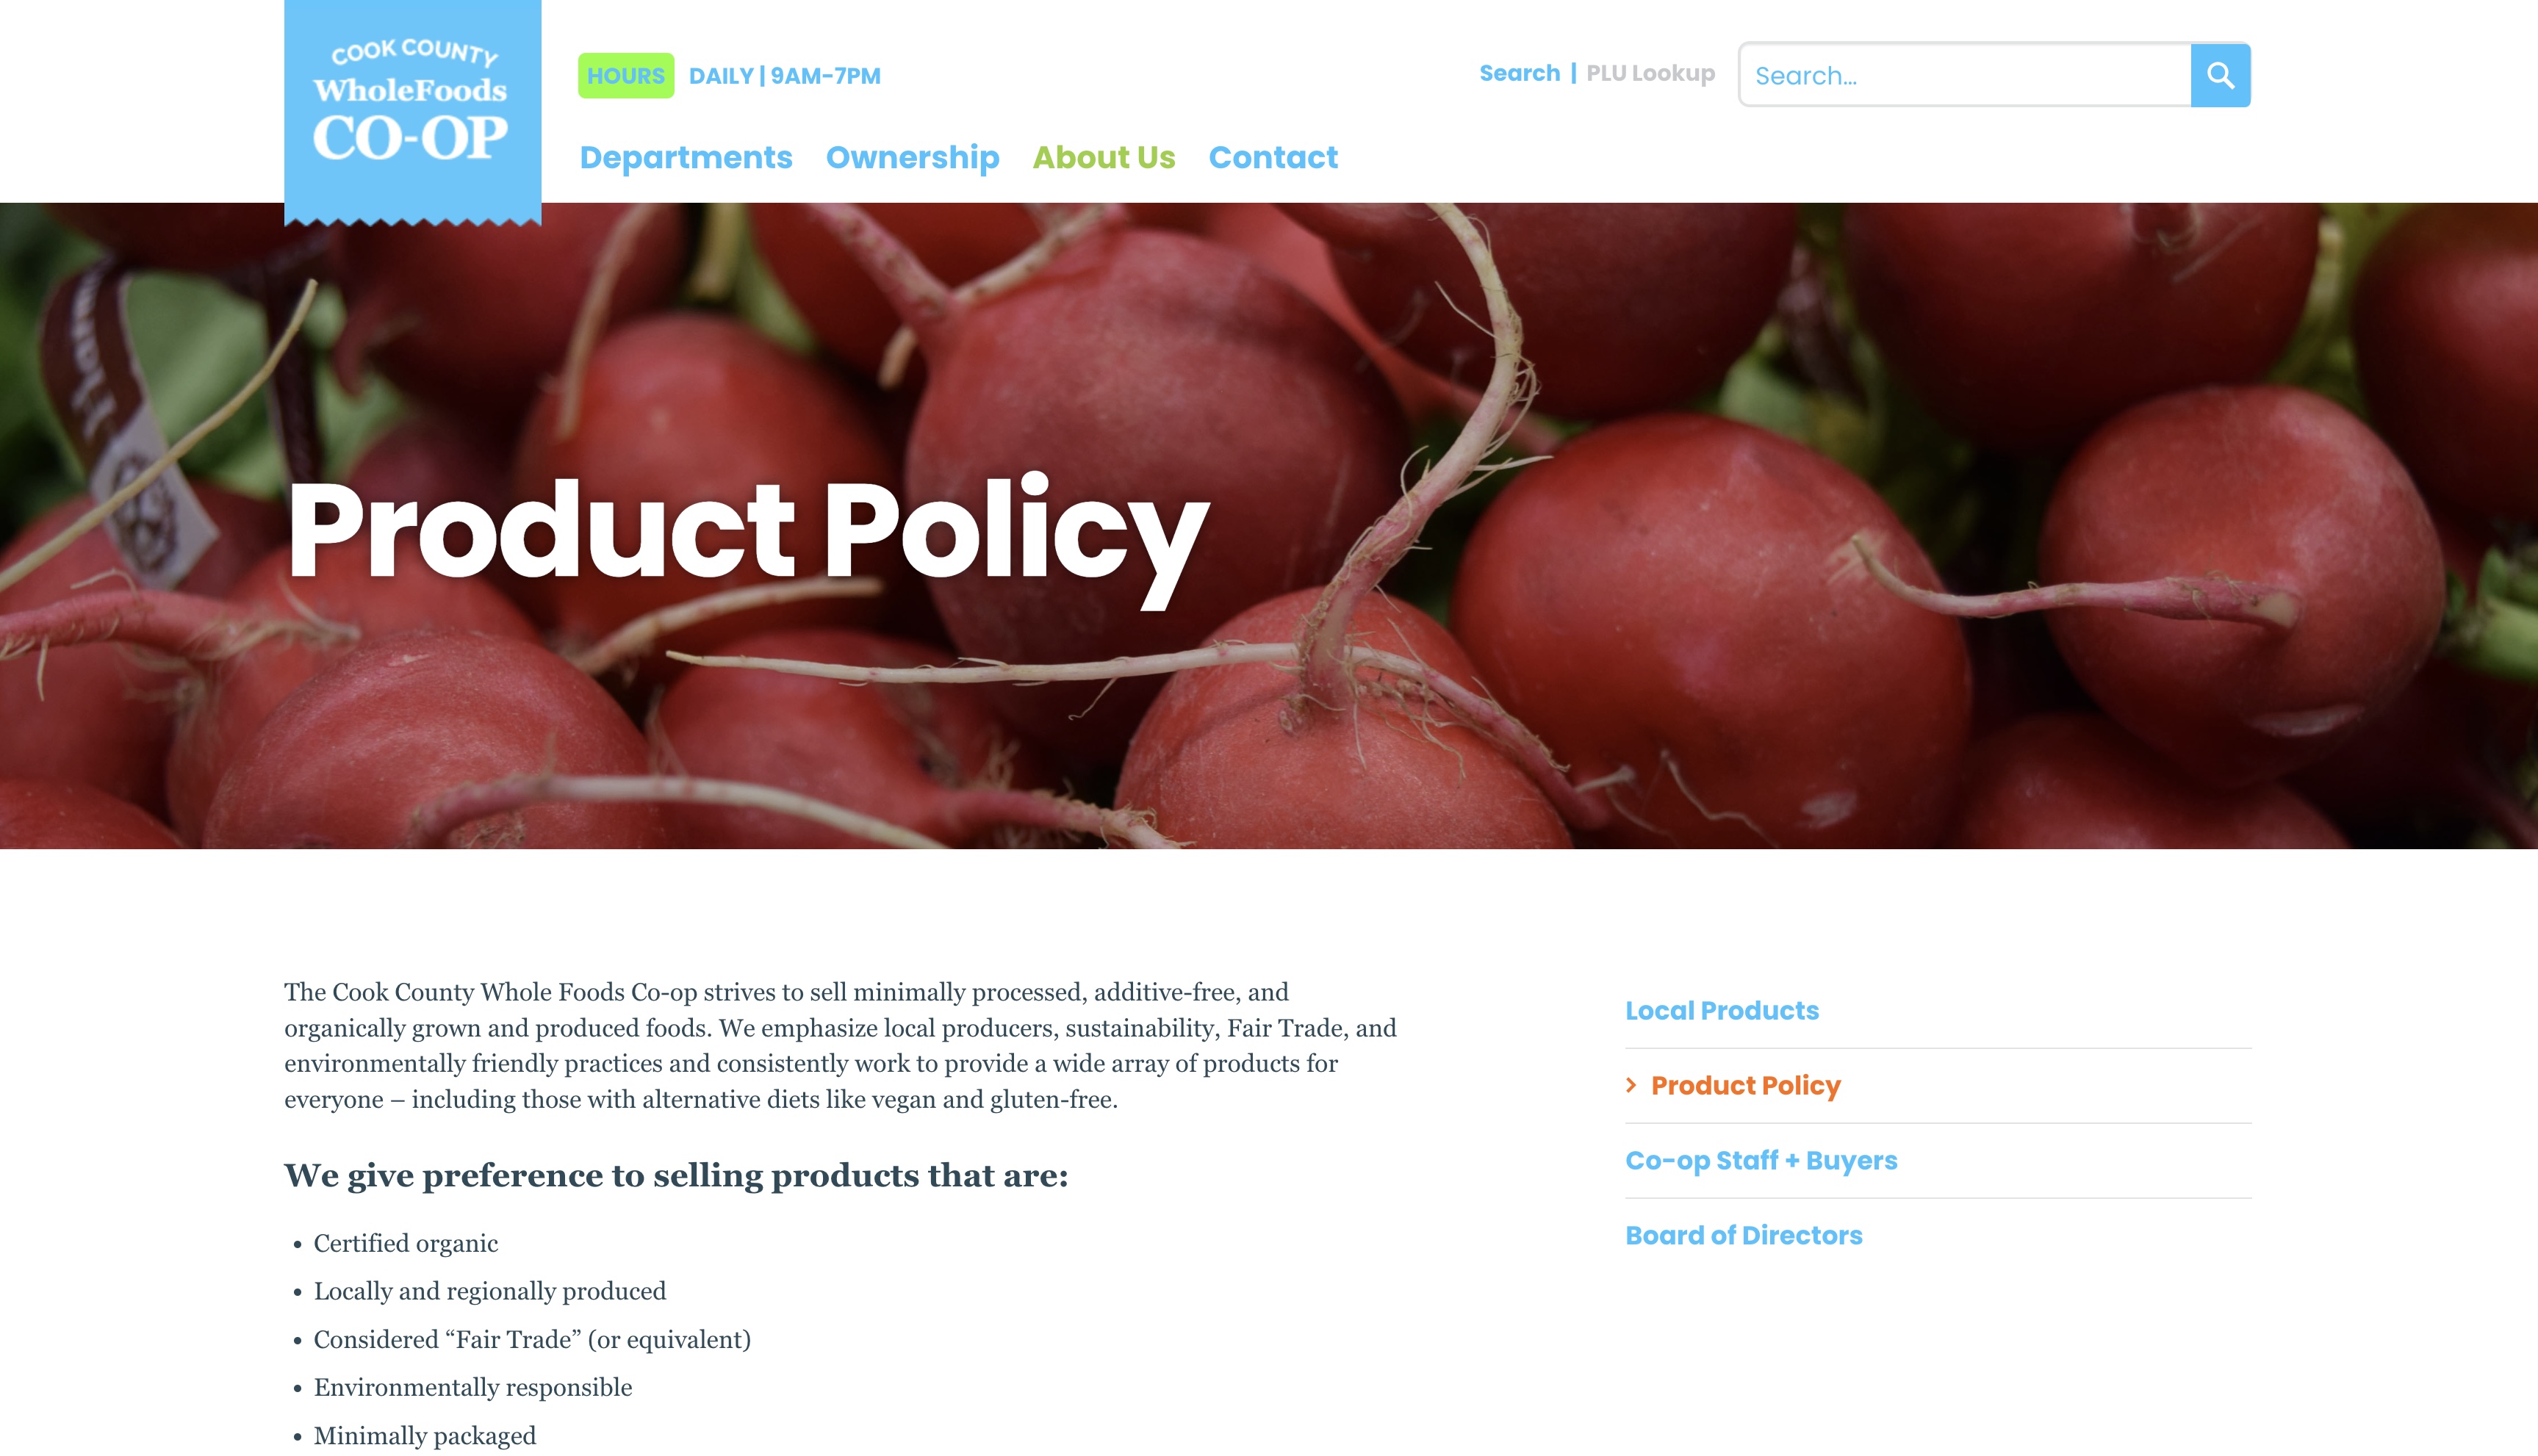 COOK COUNTY
WholeFoods
CO-OP
HOURS DAILY | 9AM-7PM
Search | PLU Lookup
Search...
Departments Ownership About Us Contact
Product Policy
The Cook County Whole Foods Co-op strives to sell minimally processed, additive-free, and
organically grown and produced foods. We emphasize local producers, sustainability, Fair Trade, and
environmentally friendly practices and consistently work to provide a wide array of products for
everyone – including those with alternative diets like vegan and gluten-free.
We give preference to selling products that are:
• Certified organic
• Locally and regionally produced
• Considered “Fair Trade” (or equivalent)
• Environmentally responsible
• Minimally packaged
Local Products
Product Policy
Co-op Staff + Buyers
Board of Directors